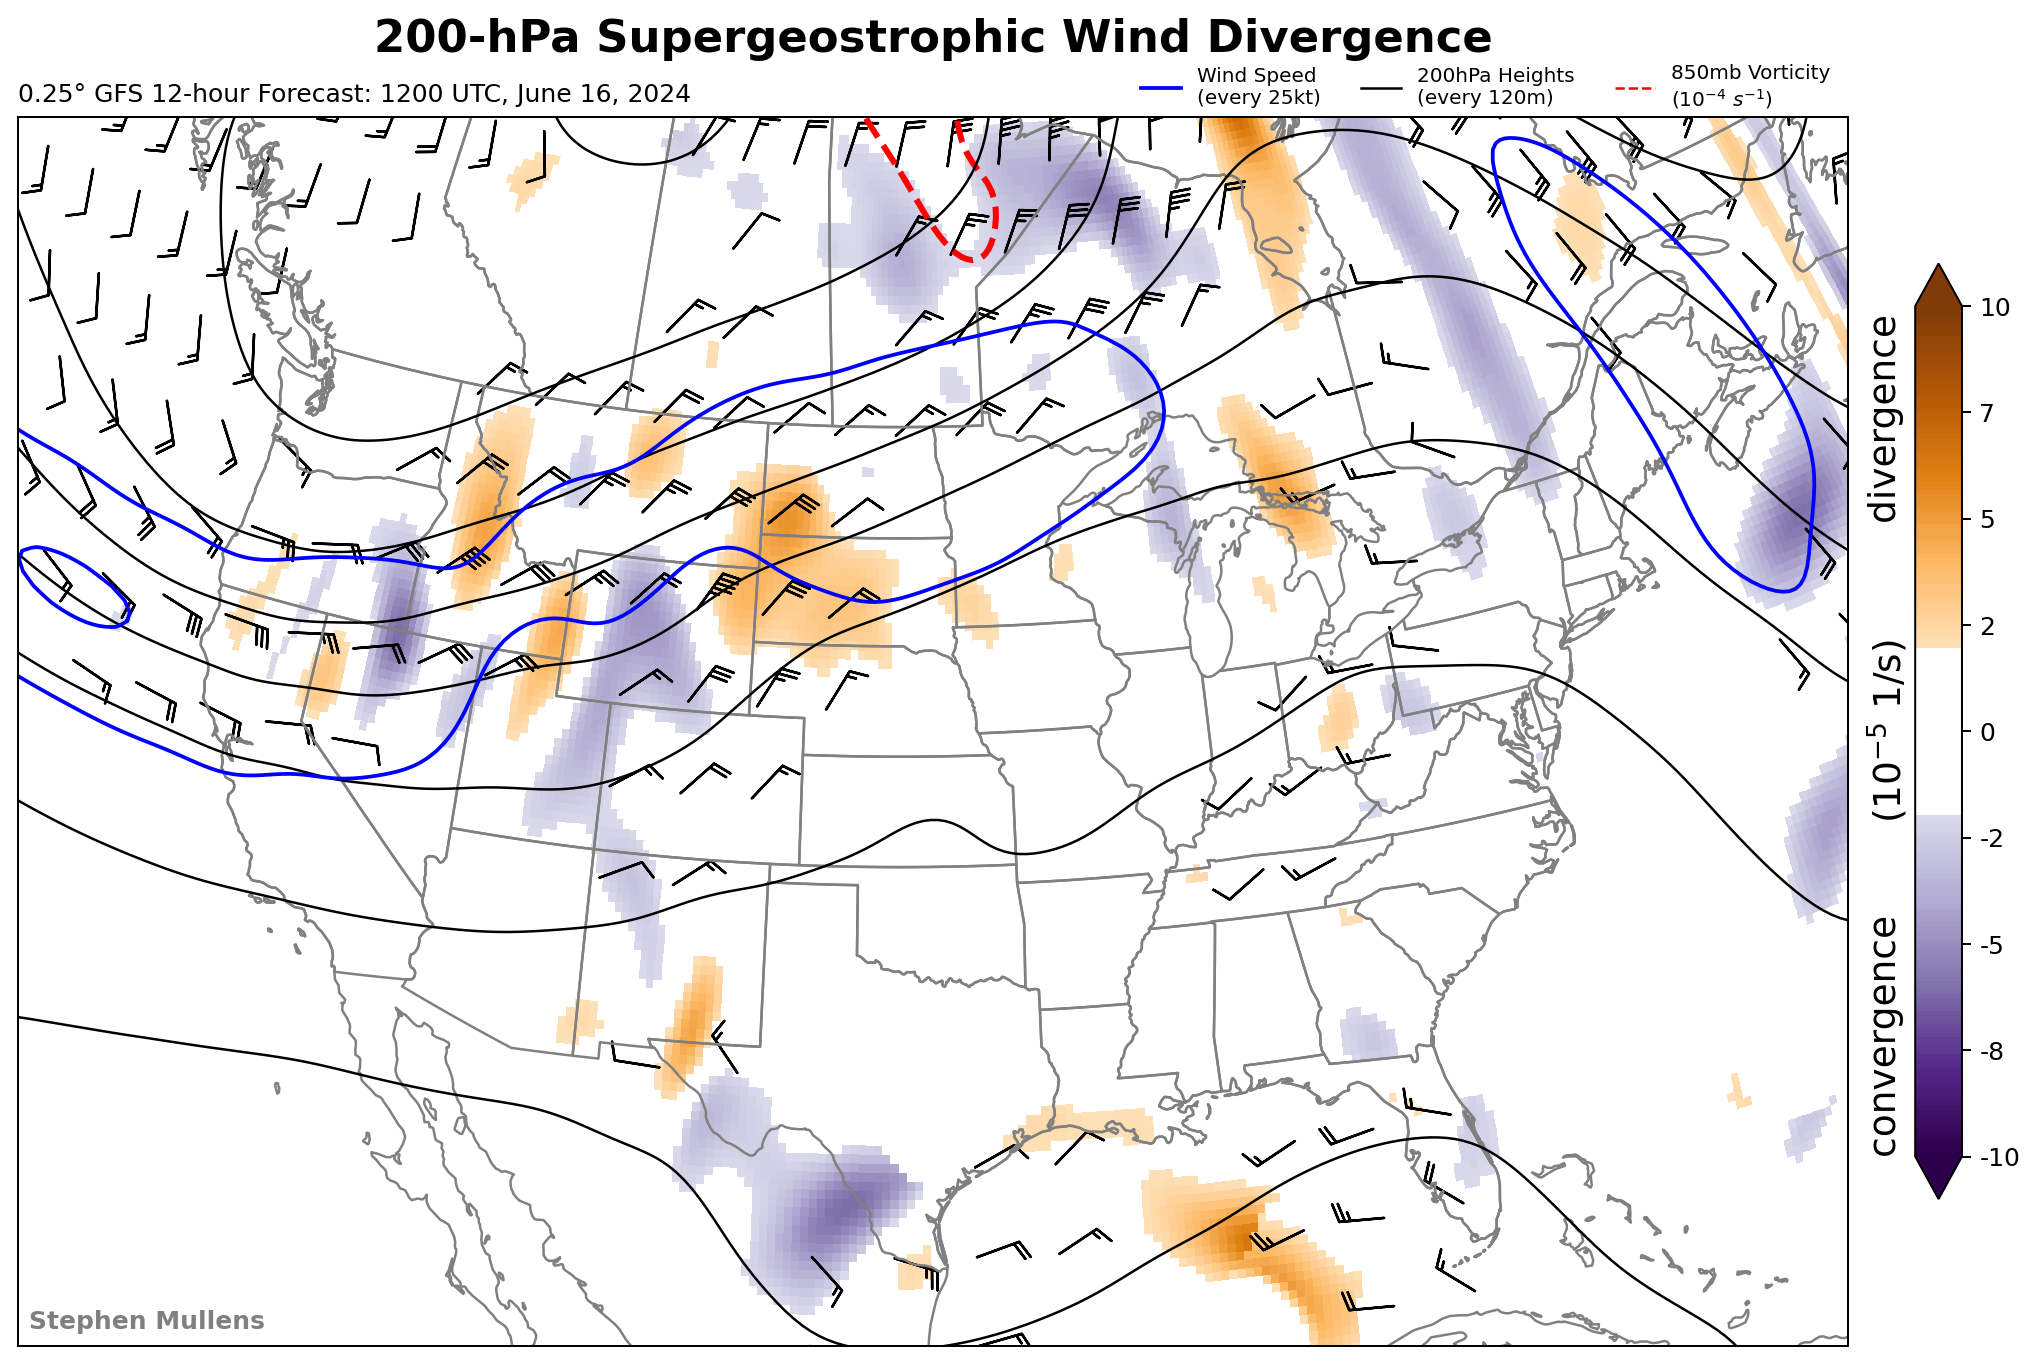 200-hPa Supergeostrophic Wind Divergence
0.25° GFS 12-hour Forecast: 1200 UTC, June 16, 2024
Wind Speed
(every 25kt)
200hPa Heights
(every 120m)
850mb Vorticity
(10⁻⁴ s⁻¹)
10
7
5
2
0
-2
-5
-8
-10
convergence (10⁻⁵ 1/s) divergence
Stephen Mullens